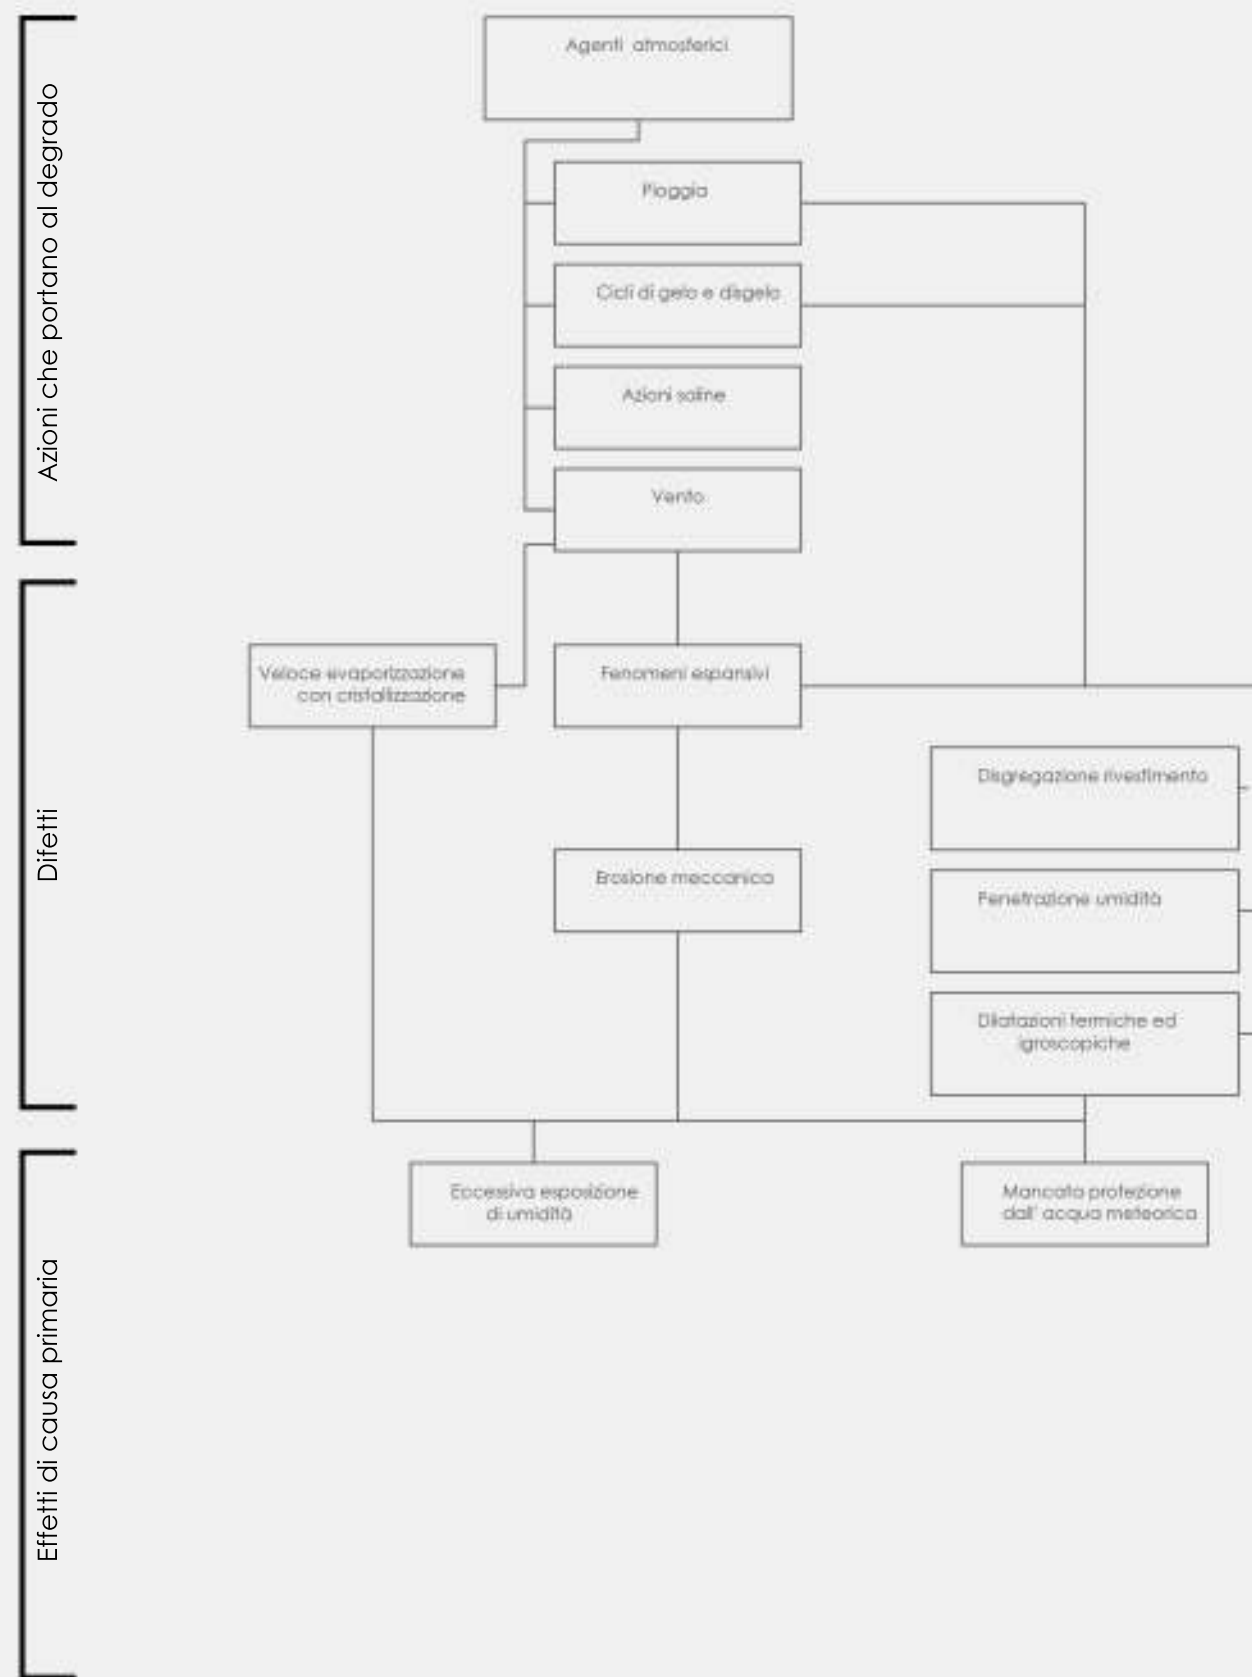 Azioni che portano al degrado
Agenti atmosferici
Pioggia
Cicli di gelo e disgelo
Azioni saline
Vento
Difetti
Veloce evaporizzazione
con cristallizzazione
Fenomeni espansivi
Disgregazione rivestimento
Erosione meccanica
Penetrazione umidità
Dilatazioni termiche ed
igroscopiche
Effetti di causa primaria
Eccessiva esposizione
di umidità
Mancata protezione
dall' acqua meteorica